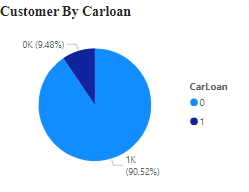 Customer By Carloan
0K (9.48%)
CarLoan
0
1
1K
(90.52%)